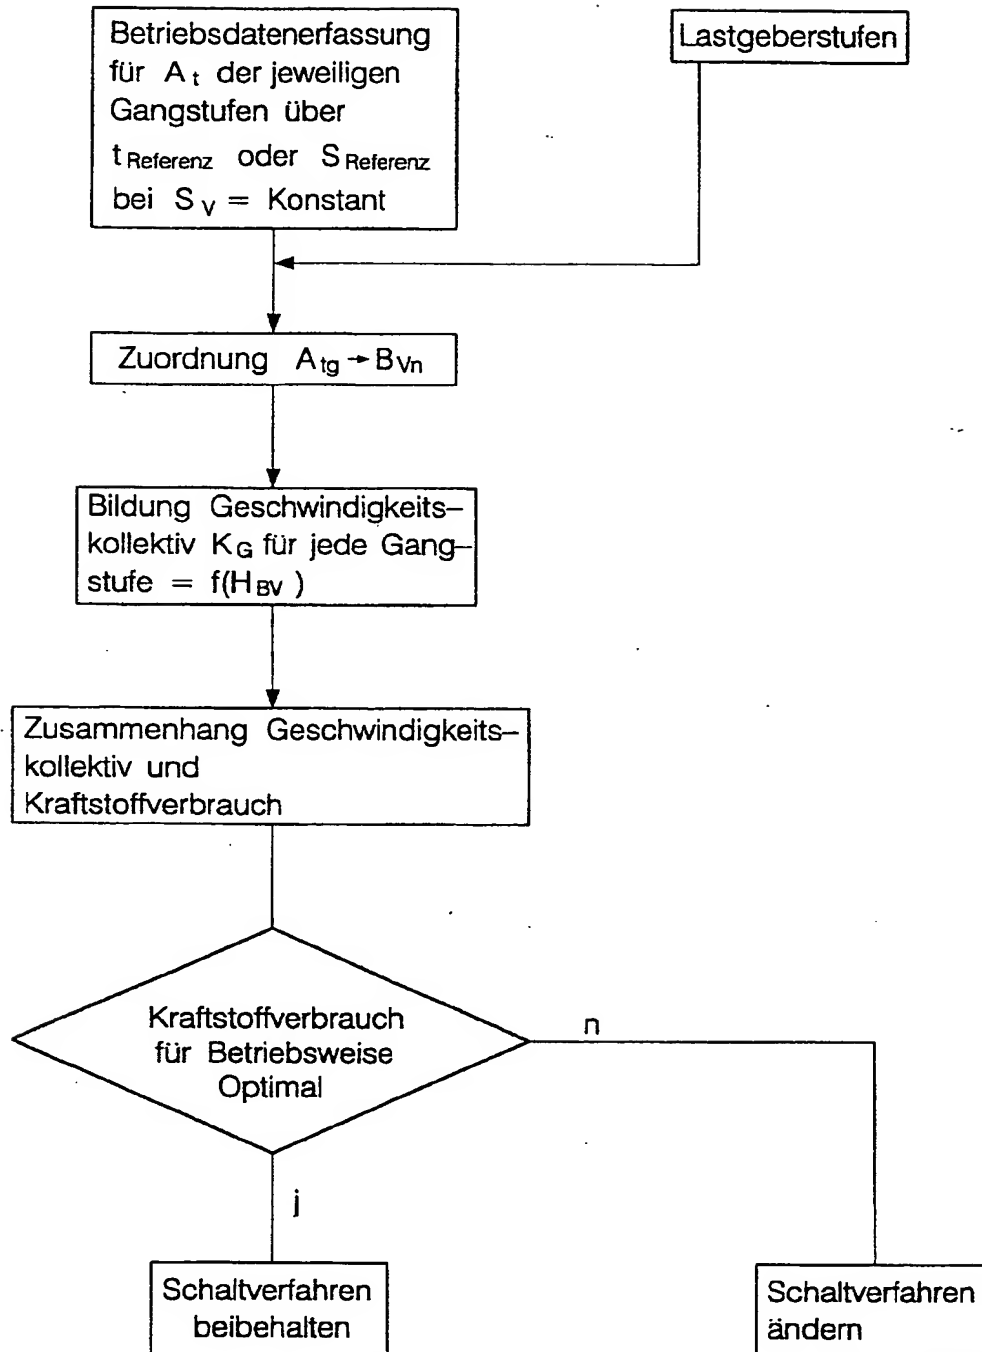 Betriebsdatenerfassung
für A t der jeweiligen
Gangstufen über
t Referenz oder S Referenz
bei S V = Konstant
Lastgeberstufen
Zuordnung A tg → B Vn
Bildung Geschwindigkeits–
kollektiv K G für jede Gang–
stufe = f(H BV )
Zusammenhang Geschwindigkeits–
kollektiv und
Kraftstoffverbrauch
Kraftstoffverbrauch
für Betriebsweise
Optimal
n
j
Schaltverfahren
beibehalten
Schaltverfahren
ändern